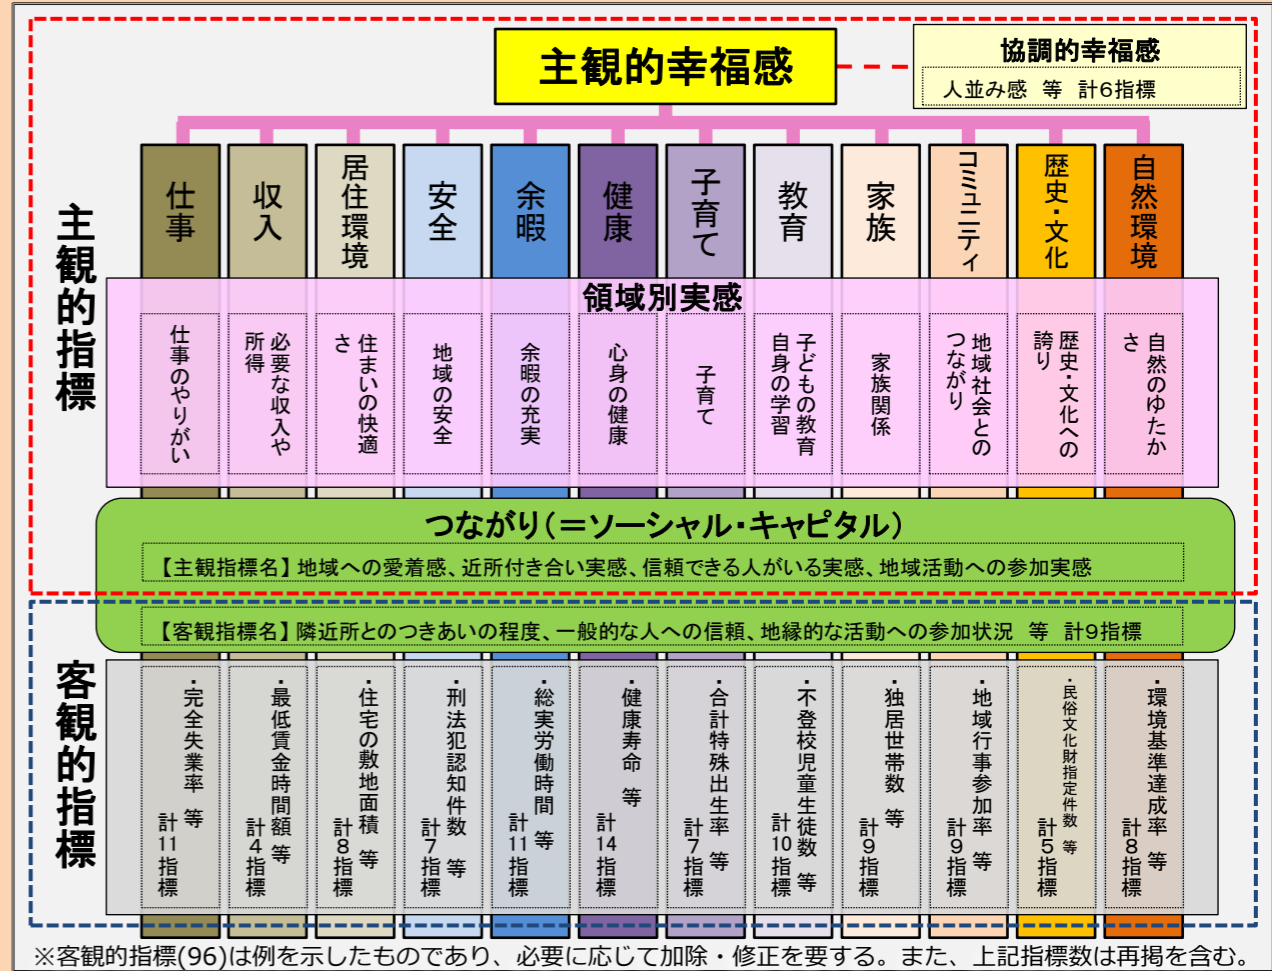 主観的幸福感
協調的幸福感
人並み感 等 計6指標
主観的指標
仕事
収入
居住環境
安全
余暇
健康
子育て
教育
家族
コミュニティ
歴史・文化
自然環境
領域別実感
仕事のやりがい
必要な収入や
所得
住まいの快適
さ
地域の安全
余暇の充実
心身の健康
子育て
子どもの教育
自身の学習
家族関係
地域社会との
つながり
歴史・文化への
誇り
自然のゆたか
さ
つながり(=ソーシャル・キャピタル)
【主観指標名】地域への愛着感、近所付き合い実感、信頼できる人がいる実感、地域活動への参加実感
【客観指標名】隣近所とのつきあいの程度、一般的な人への信頼、地縁的な活動への参加状況 等 計9指標
客観的指標
・完全失業率 等
計11指標
・最低賃金時間額 等
計4指標
・住宅の敷地面積 等
計8指標
・刑法犯認知件数 等
計7指標
・総実労働時間 等
計11指標
・健康寿命 等
計14指標
・合計特殊出生率 等
計7指標
・不登校児童生徒数 等
計10指標
・独居世帯数 等
計9指標
・地域行事参加率 等
計9指標
・民俗文化財指定件数 等
計5指標
・環境基準達成率 等
計8指標
※客観的指標(96)は例を示したものであり、必要に応じて加除・修正を要する。また、上記指標数は再掲を含む。